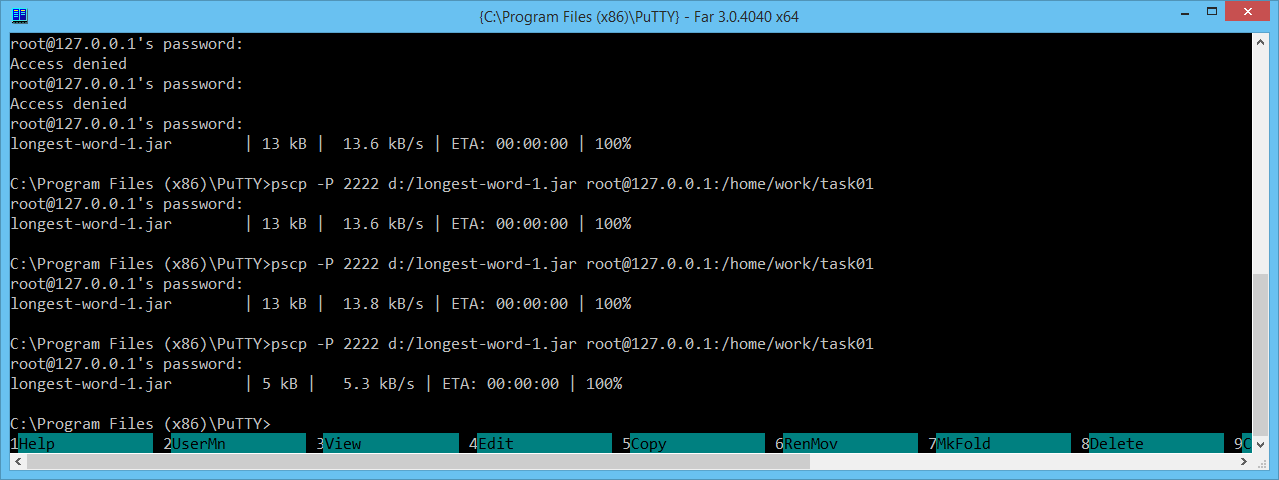 {C:\Program Files (x86)\PuTTY} - Far 3.0.4040 x64
root@127.0.0.1's password:
Access denied
root@127.0.0.1's password:
Access denied
root@127.0.0.1's password:
longest-word-1.jar        | 13 kB |  13.6 kB/s | ETA: 00:00:00 | 100%
C:\Program Files (x86)\PuTTY>pscp -P 2222 d:/longest-word-1.jar root@127.0.0.1:/home/work/task01
root@127.0.0.1's password:
longest-word-1.jar        | 13 kB |  13.6 kB/s | ETA: 00:00:00 | 100%
C:\Program Files (x86)\PuTTY>pscp -P 2222 d:/longest-word-1.jar root@127.0.0.1:/home/work/task01
root@127.0.0.1's password:
longest-word-1.jar        | 13 kB |  13.8 kB/s | ETA: 00:00:00 | 100%
C:\Program Files (x86)\PuTTY>pscp -P 2222 d:/longest-word-1.jar root@127.0.0.1:/home/work/task01
root@127.0.0.1's password:
longest-word-1.jar        | 5 kB |   5.3 kB/s | ETA: 00:00:00 | 100%
C:\Program Files (x86)\PuTTY>
1Help 2UserMn 3View 4Edit 5Copy 6RenMov 7MkFold 8Delete 9C